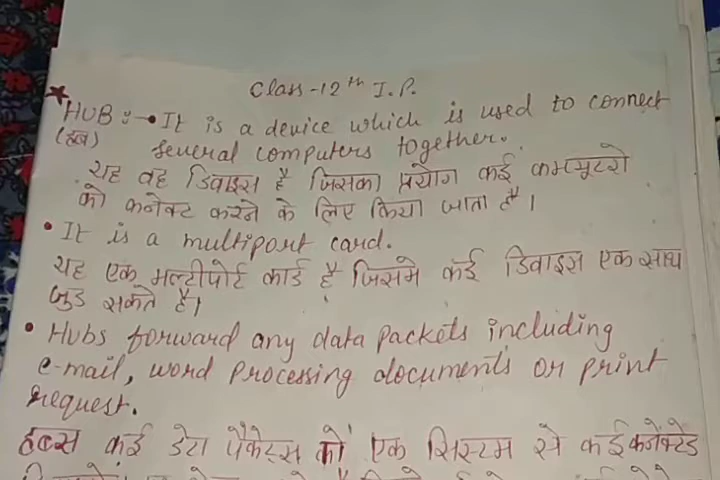 Class-12th I.P.
★ HUB :→ • It is a device which is used to connect
(हब) several computers together.
यह वह डिवाइस है जिसका प्रयोग कई कम्प्यूटरो
को कनेक्ट करने के लिए किया जाता है।
• It is a multiport card.
यह एक मल्टीपोर्ट कार्ड है जिसमे कई डिवाइस एक साथ
जुड सकते है।
• Hubs forward any data packets including
e-mail, word processing documents or print
request.
हब्स कई डेटा पैकेट्स को एक सिस्टम से कई कनेक्टेड